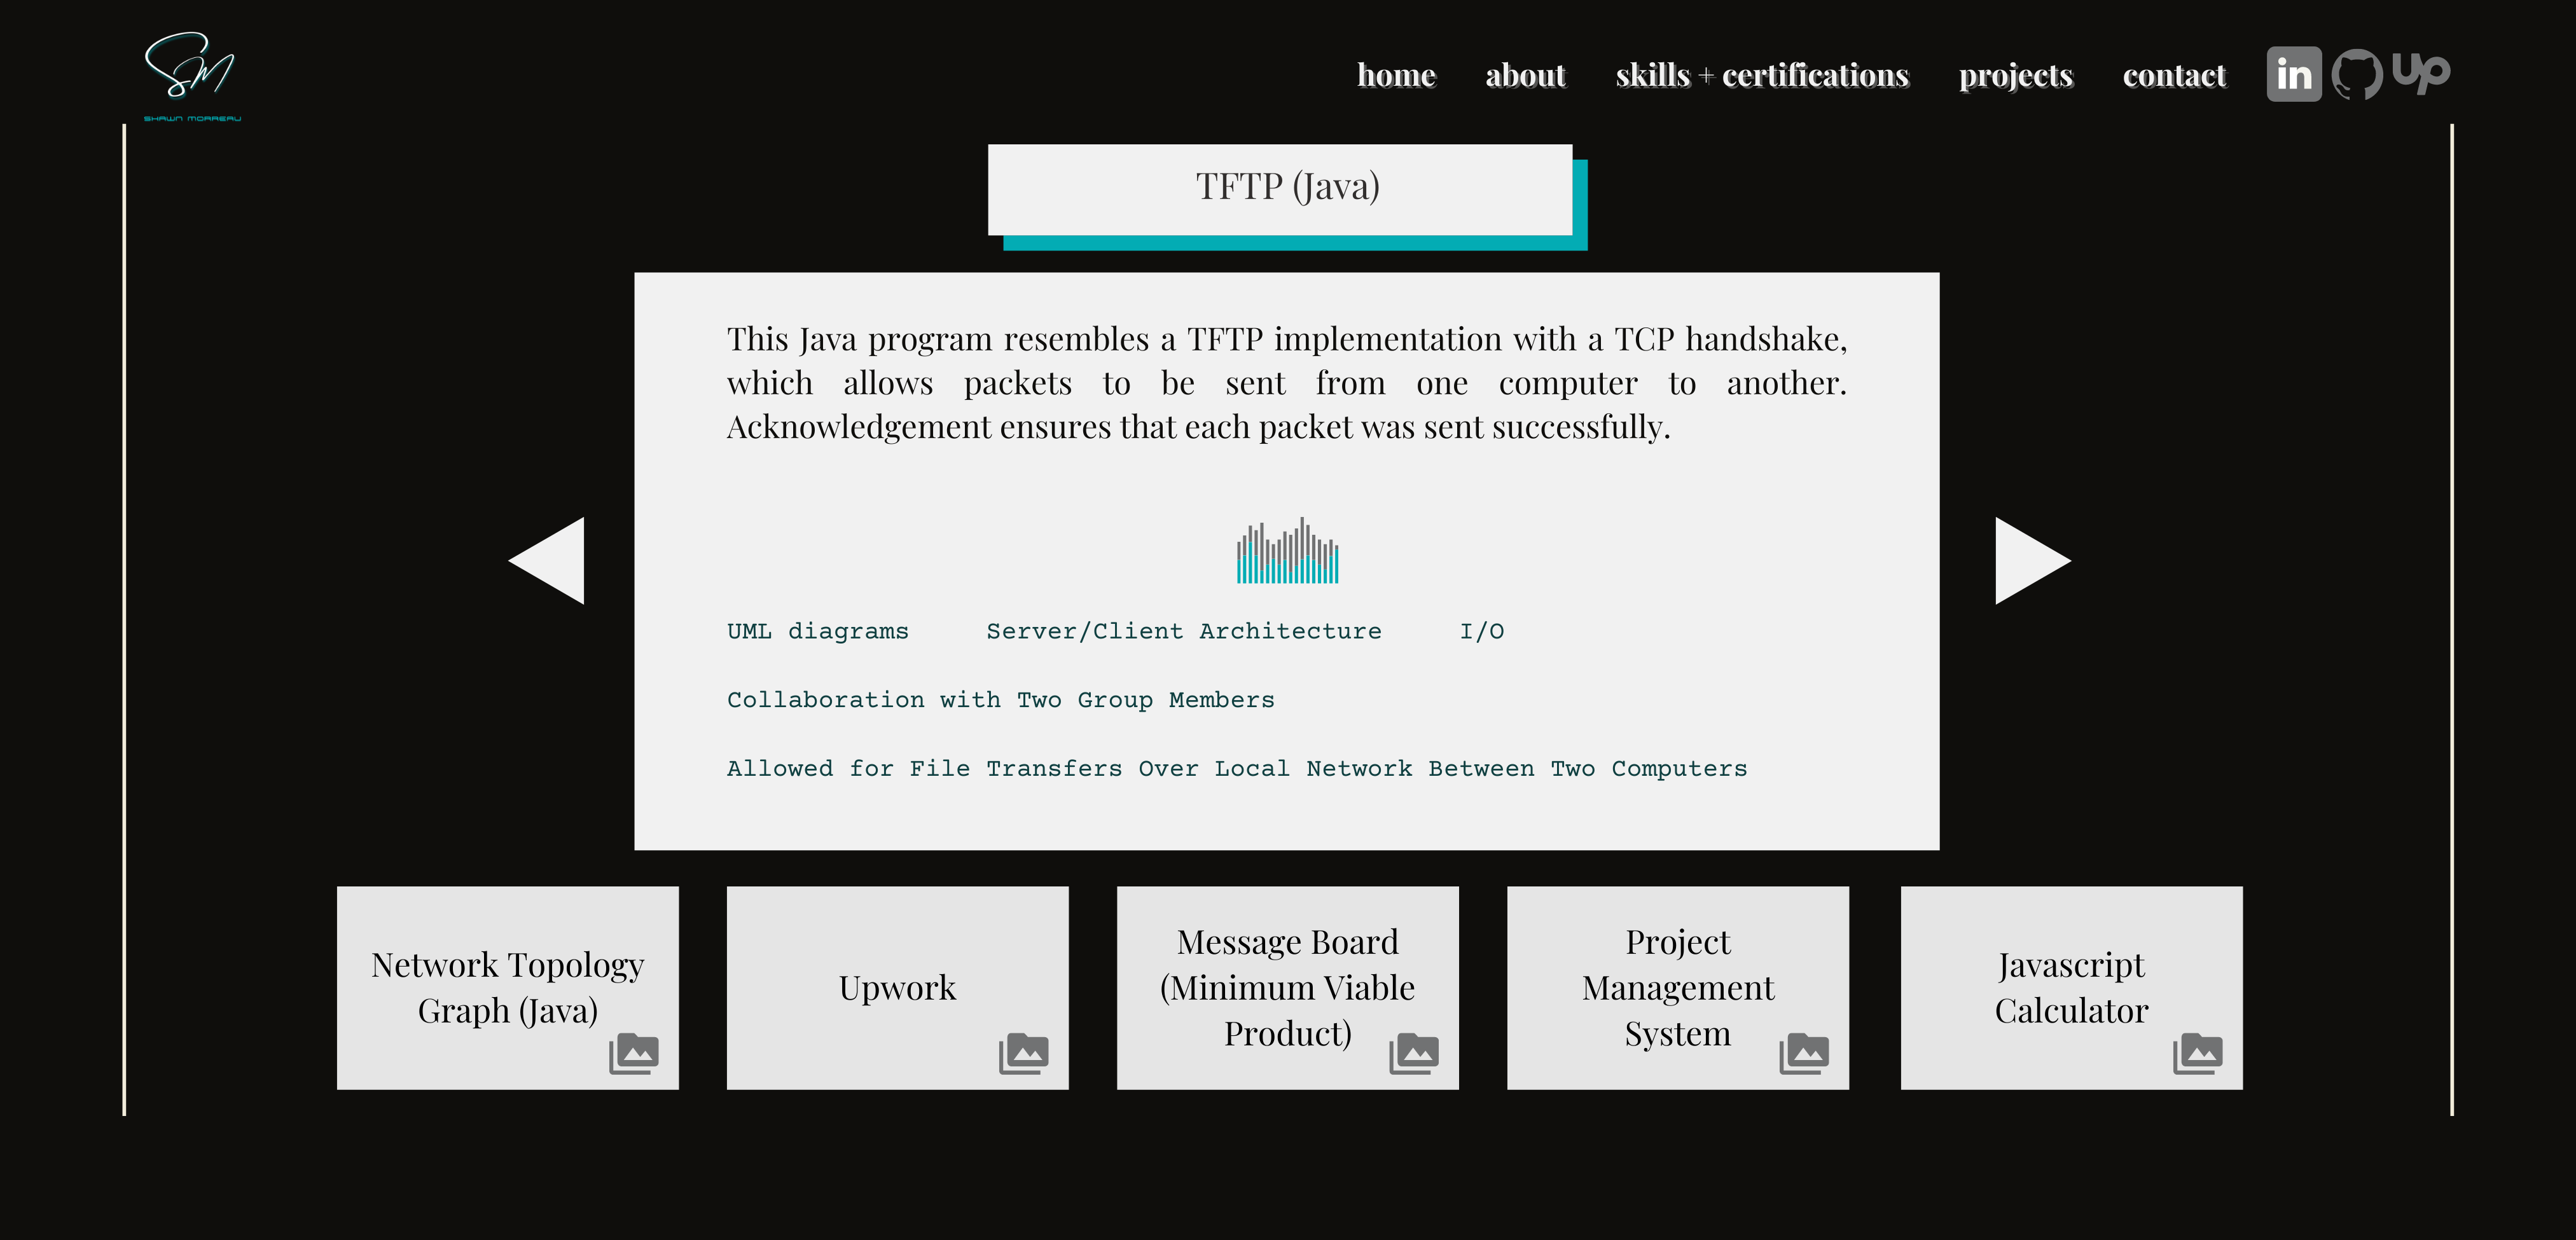 SM
SHAWN MORREAU
home about skills + certifications projects contact in up
TFTP (Java)
This Java program resembles a TFTP implementation with a TCP handshake,
which allows packets to be sent from one computer to another.
Acknowledgement ensures that each packet was sent successfully.
UML diagrams Server/Client Architecture I/O
Collaboration with Two Group Members
Allowed for File Transfers Over Local Network Between Two Computers
Network Topology
Graph (Java)
Upwork
Message Board
(Minimum Viable
Product)
Project
Management
System
Javascript
Calculator